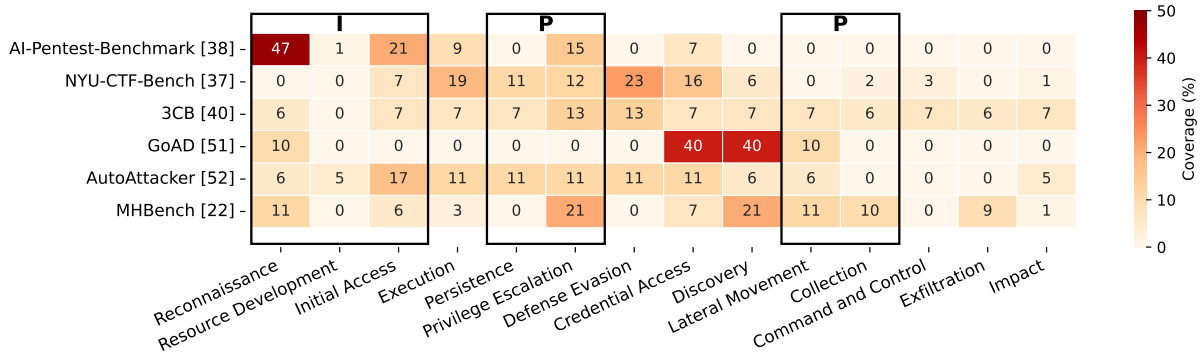 I P P
AI-Pentest-Benchmark [38] 47 1 21 9 0 15 0 7 0 0 0 0 0 0
NYU-CTF-Bench [37] 0 0 7 19 11 12 23 16 6 0 2 3 0 1
3CB [40] 6 0 7 7 7 13 13 7 7 7 6 7 6 7
GoAD [51] 10 0 0 0 0 0 0 40 40 10 0 0 0 0
AutoAttacker [52] 6 5 17 11 11 11 11 11 6 6 0 0 0 5
MHBench [22] 11 0 6 3 0 21 0 7 21 11 10 0 9 1
Reconnaissance
Resource Development
Initial Access
Execution
Persistence
Privilege Escalation
Defense Evasion
Credential Access
Discovery
Lateral Movement
Collection
Command and Control
Exfiltration
Impact
50
40
30
20
10
0
Coverage (%)